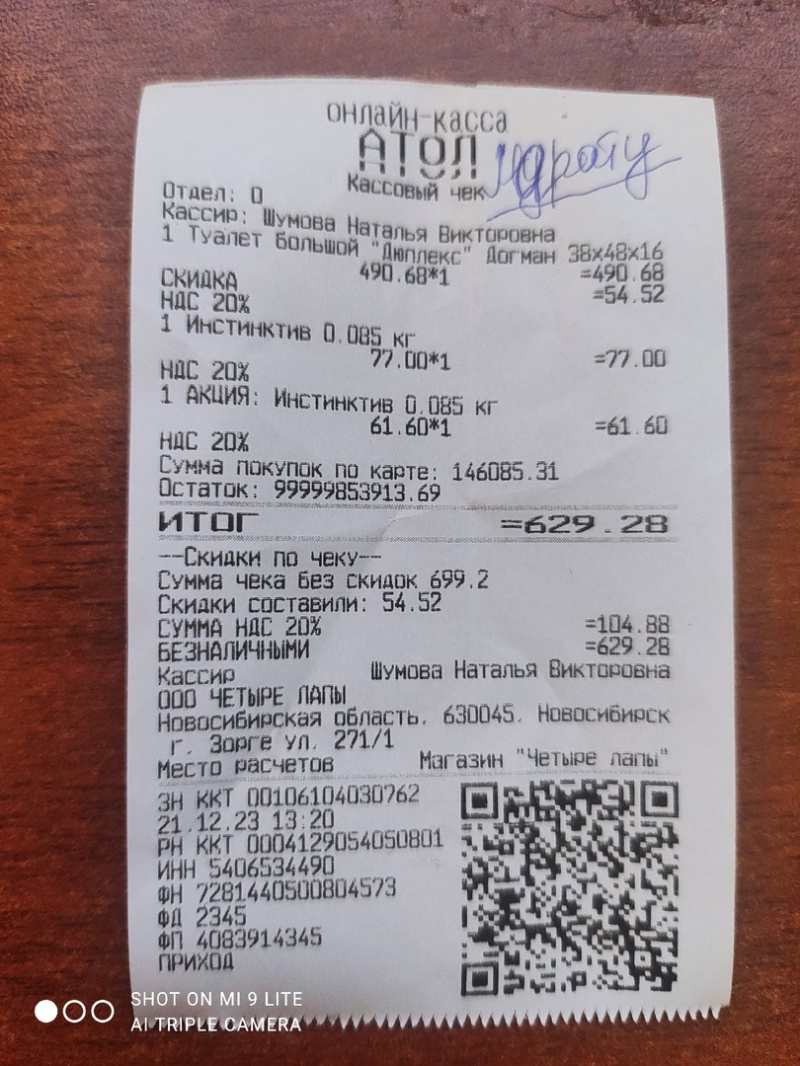 ОНЛАЙН-КАССА
АТОЛ
Кассовый чек
Отдел: 0
Кассир: Шумова Наталья Викторовна
1 Туалет большой "Дюплекс" Догман 38x48x16
490.68*1 =490.68
СКИДКА =54.52
НДС 20%
1 Инстинктив 0.085 кг
77.00*1 =77.00
НДС 20%
1 АКЦИЯ: Инстинктив 0.085 кг
61.60*1 =61.60
НДС 20%
Сумма покупок по карте: 146085.31
Остаток: 99999853913.69
ИТОГ =629.28
--Скидки по чеку--
Сумма чека без скидок 699.2
Скидки составили: 54.52
СУММА НДС 20% =104.88
БЕЗНАЛИЧНЫМИ =629.28
Кассир Шумова Наталья Викторовна
ООО ЧЕТЫРЕ ЛАПЫ
Новосибирская область, 630045, Новосибирск
г. Зорге ул. 271/1
Место расчетов Магазин "Четыре лапы"
ЗН ККТ 00106104030762
21.12.23 13:20
РН ККТ 0004129054050801
ИНН 5406534490
ФН 7281440500804573
ФД 2345
ФП 4083914345
ПРИХОД
SHOT ON MI 9 LITE
AI TRIPLE CAMERA